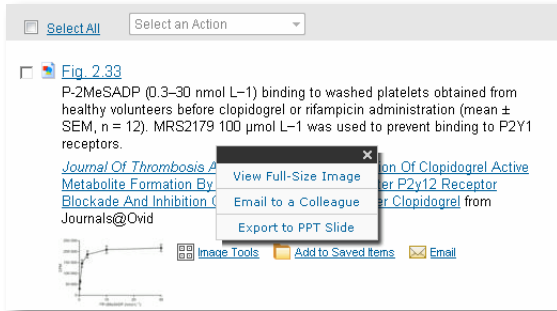 Select All
Select an Action
Fig. 2.33
P-2MeSADP (0.3–30 nmol L–1) binding to washed platelets obtained from
healthy volunteers before clopidogrel or rifampicin administration (mean ±
SEM, n = 12). MRS2179 100 µmol L–1 was used to prevent binding to P2Y1
receptors.
Journal Of Thrombosis Of Clopidogrel Active
Metabolite Formation By P2y12 Receptor
Blockade And Inhibition Clopidogrel from
Journals@Ovid
View Full-Size Image
Email to a Colleague
Export to PPT Slide
Image Tools
Add to Saved Items
Email